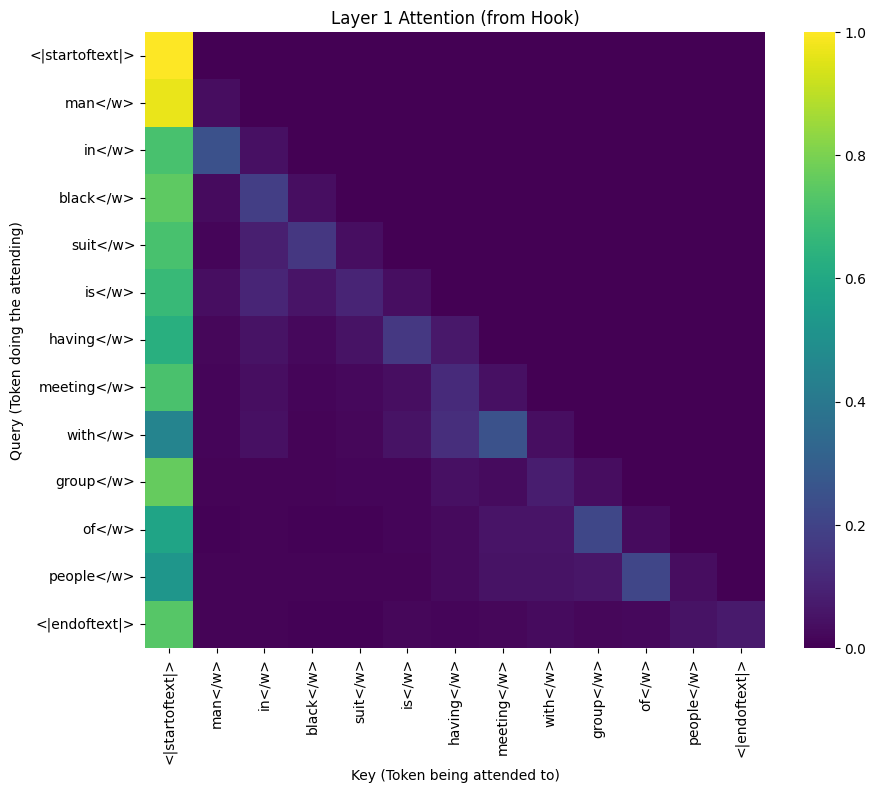 Layer 1 Attention (from Hook)
Query (Token doing the attending)
<|startoftext|>
man</w>
in</w>
black</w>
suit</w>
is</w>
having</w>
meeting</w>
with</w>
group</w>
of</w>
people</w>
<|endoftext|>
1.0
0.8
0.6
0.4
0.2
0.0
<|startoftext|>
man</w>
in</w>
black</w>
suit</w>
is</w>
having</w>
meeting</w>
with</w>
group</w>
of</w>
people</w>
<|endoftext|>
Key (Token being attended to)